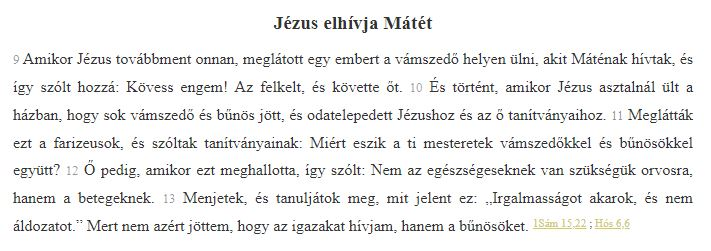 Jézus elhívja Mátét
9 Amikor Jézus továbbment onnan, meglátott egy embert a vámszedő helyen ülni, akit Máténak hívtak, és
így szólt hozzá: Kövess engem! Az felkelt, és követte őt. 10 És történt, amikor Jézus asztalnál ült a
házban, hogy sok vámszedő és bűnös jött, és odatelepedett Jézushoz és az ő tanítványaihoz. 11 Meglátták
ezt a farizeusok, és szóltak tanítványainak: Miért eszik a ti mesteretek vámszedőkkel és bűnösökkel
együtt? 12 Ő pedig, amikor ezt meghallotta, így szólt: Nem az egészségeseknek van szükségük orvosra,
hanem a betegeknek. 13 Menjetek, és tanuljátok meg, mit jelent ez: „Irgalmasságot akarok, és nem
áldozatot.” Mert nem azért jöttem, hogy az igazakat hívjam, hanem a bűnösöket. 1Sám 15,22 ; Hós 6,6